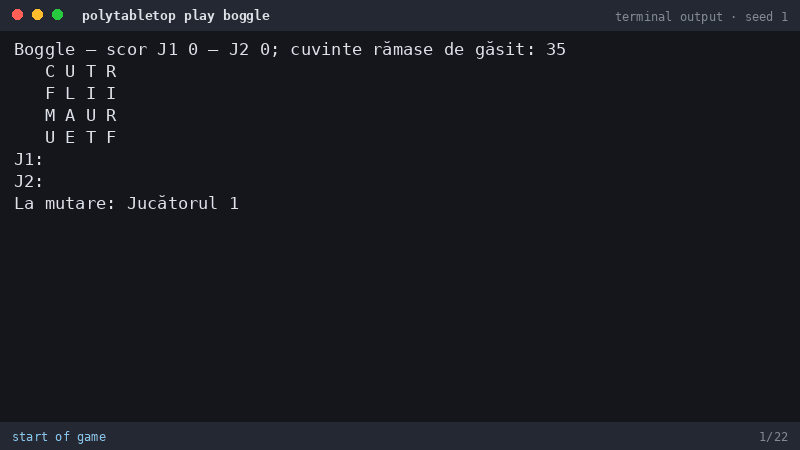 polytabletop play boggle
terminal output · seed 1
Boggle — scor J1 0 — J2 0; cuvinte rămase de găsit: 35
C U T R
F L I I
M A U R
U E T F
J1:
J2:
La mutare: Jucătorul 1
start of game
1/22